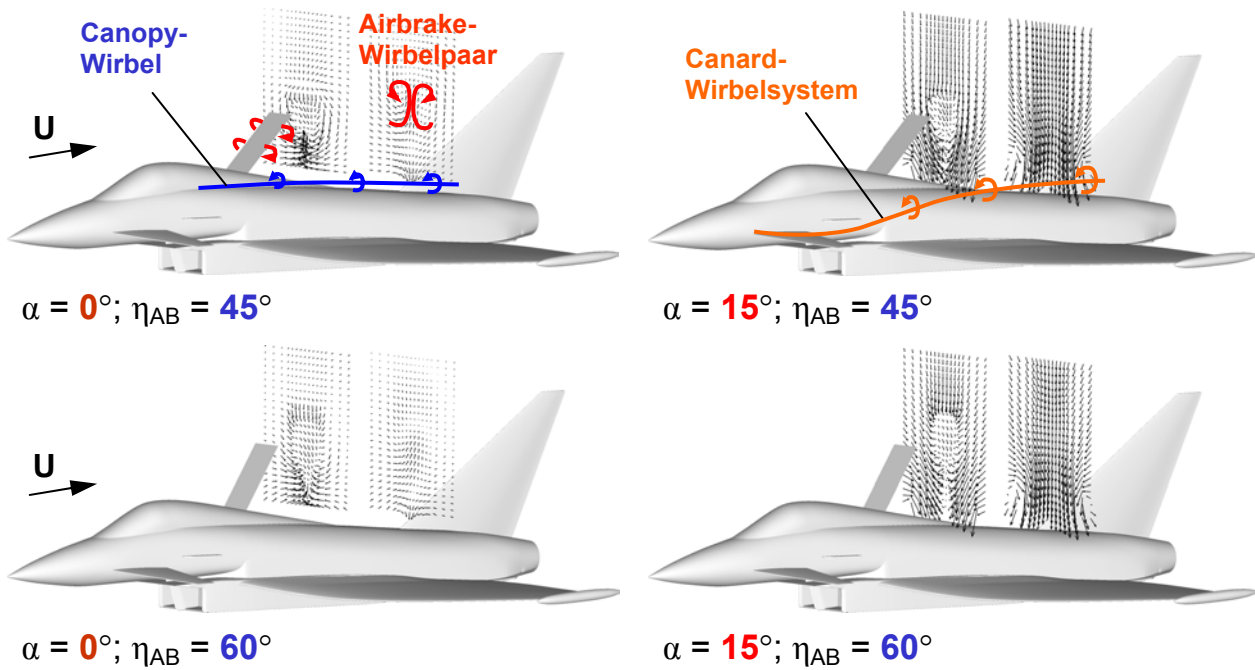 Canopy-
Wirbel
Airbrake-
Wirbelpaar
U
α = 0°; ηAB = 45°
Canard-
Wirbelsystem
α = 15°; ηAB = 45°
U
α = 0°; ηAB = 60°
α = 15°; ηAB = 60°